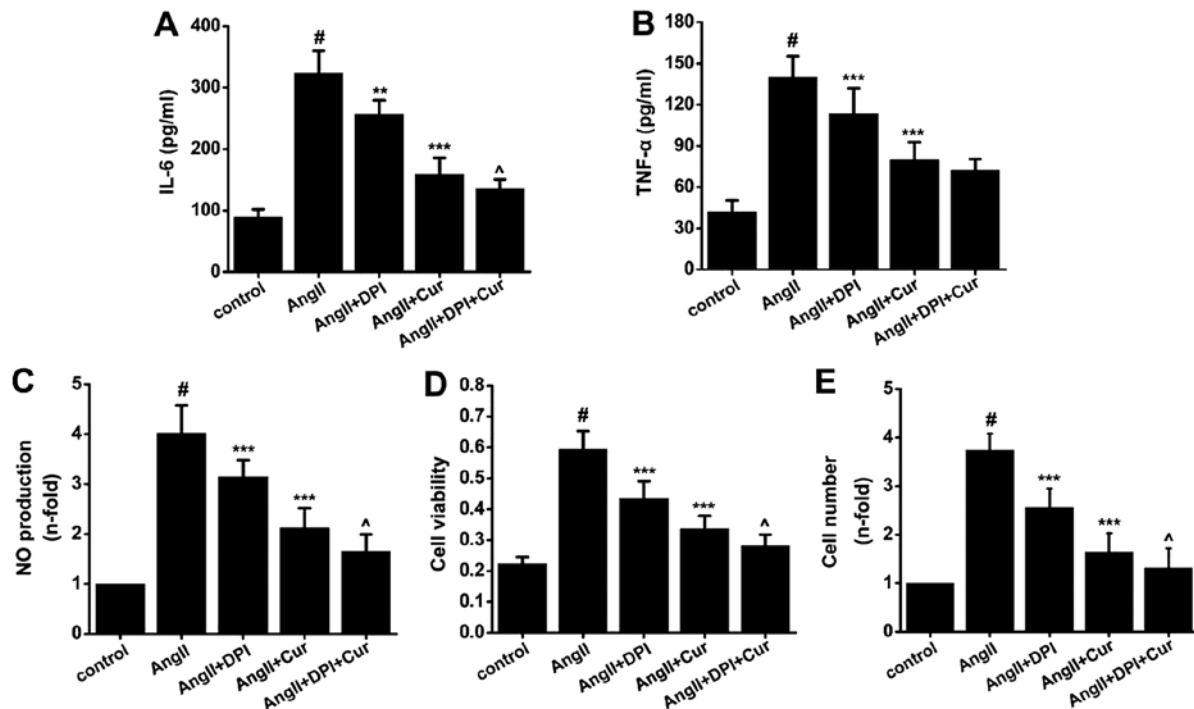 A
IL-6 (pg/ml)
400
300
200
100
0
#
**
***
^
control
AngII
AngII+DPI
AngII+Cur
AngII+DPI+Cur
B
TNF-α (pg/ml)
180
150
120
90
60
30
0
#
***
***
control
AngII
AngII+DPI
AngII+Cur
AngII+DPI+Cur
C
NO production
(n-fold)
5
4
3
2
1
0
#
***
***
^
control
AngII
AngII+DPI
AngII+Cur
AngII+DPI+Cur
D
Cell viability
0.8
0.7
0.6
0.5
0.4
0.3
0.2
0.1
0.0
#
***
***
^
control
AngII
AngII+DPI
AngII+Cur
AngII+DPI+Cur
E
Cell number
(n-fold)
5
4
3
2
1
0
#
***
***
^
control
AngII
AngII+DPI
AngII+Cur
AngII+DPI+Cur